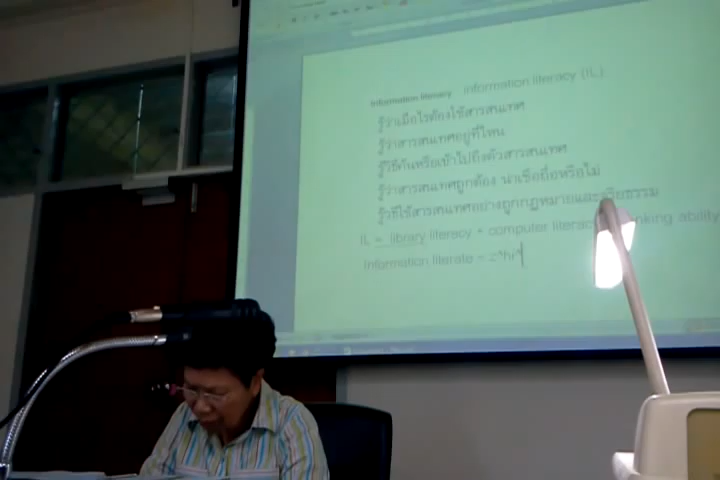 Information literacy information literacy (IL)
รู้ว่าเมื่อไรต้องใช้สารสนเทศ
รู้ว่าสารสนเทศอยู่ที่ไหน
รู้วิธีค้นหรือเข้าไปถึงตัวสารสนเทศ
รู้ว่าสารสนเทศถูกต้อง น่าเชื่อถือหรือไม่
รู้วิธีใช้สารสนเทศอย่างถูกกฎหมายและจริยธรรม
IL = library literacy + computer literacy ability
Information literate =